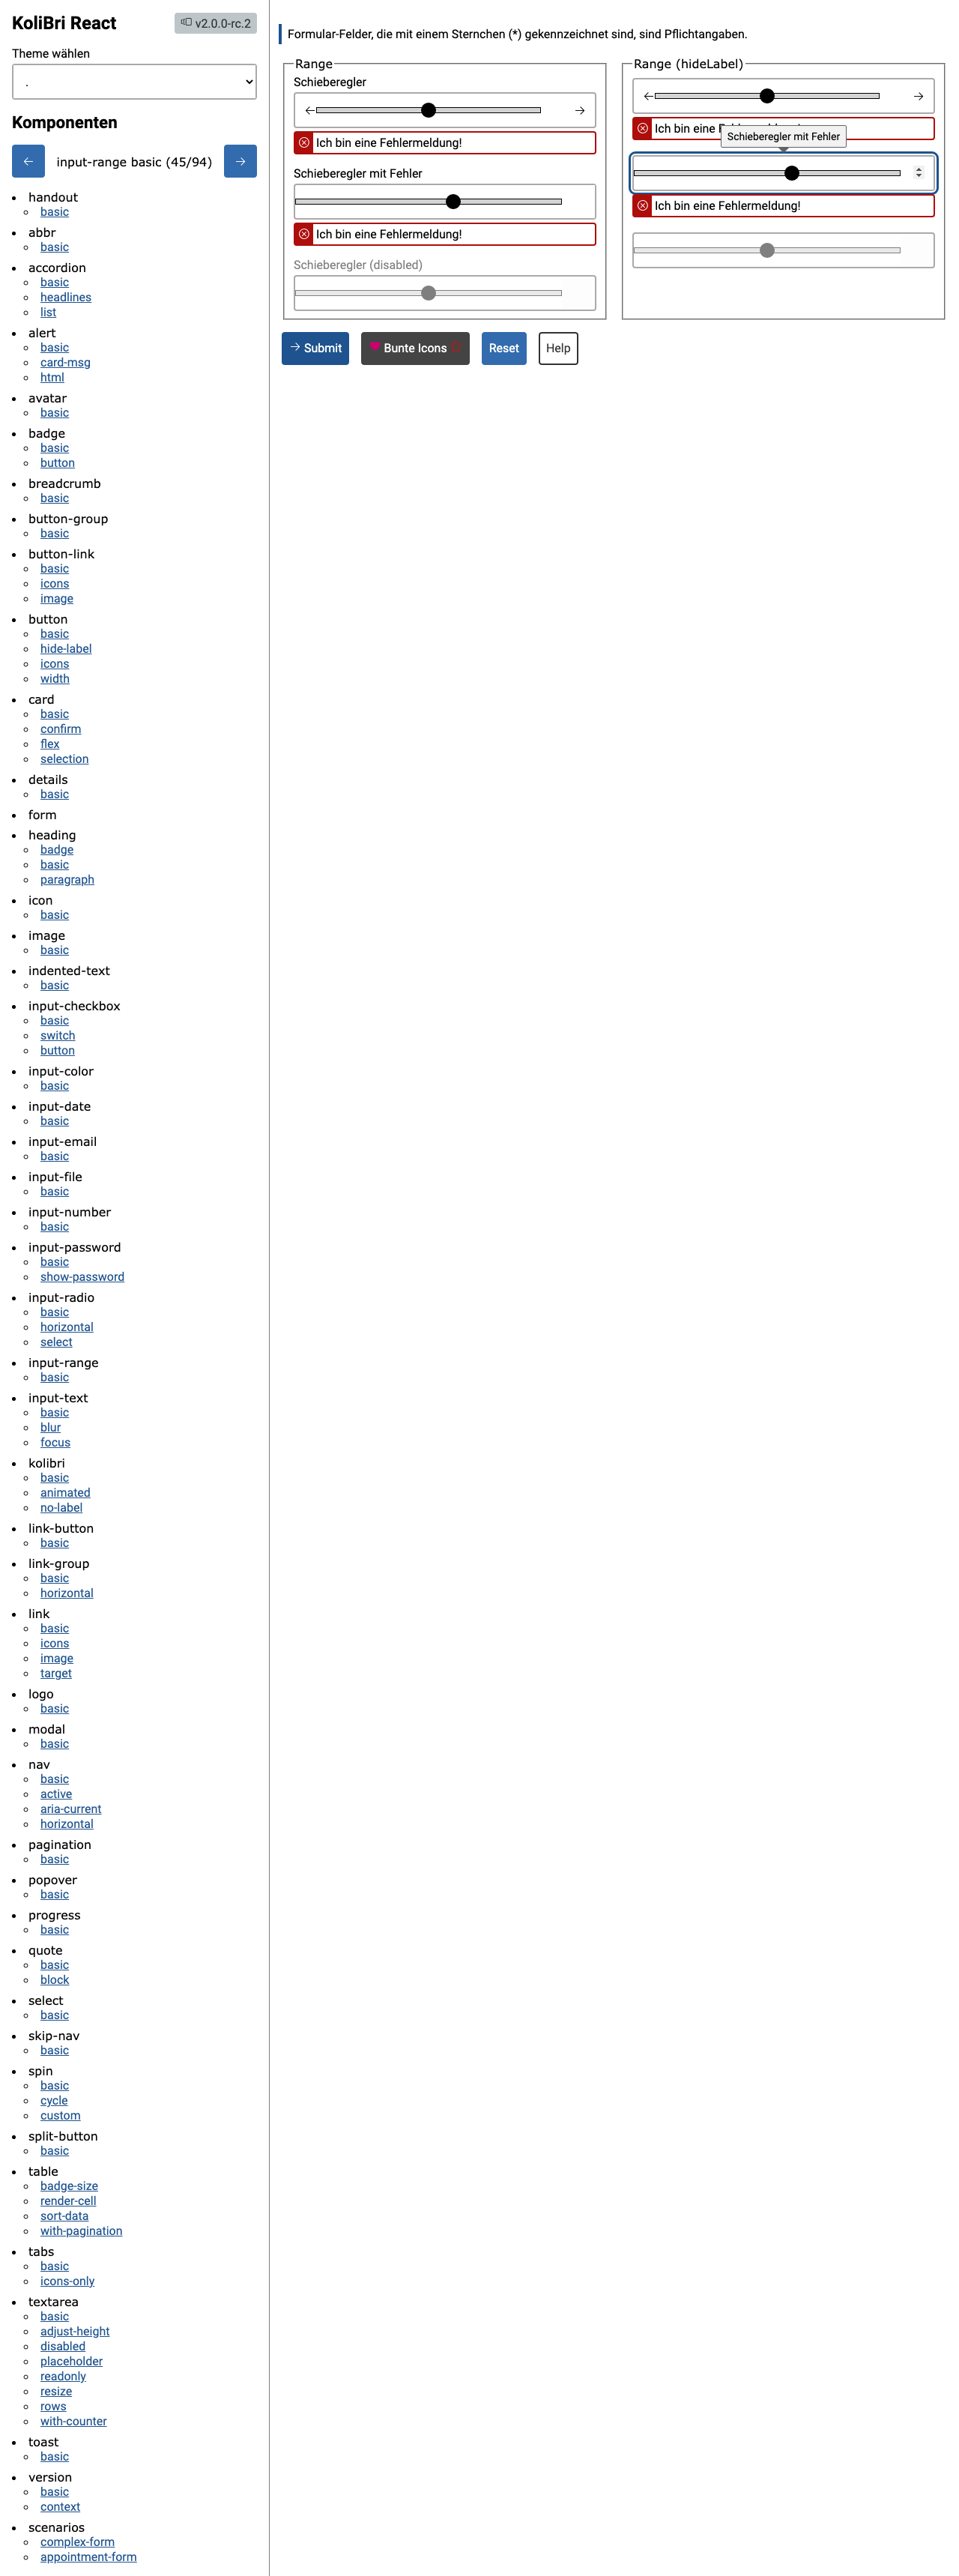 KoliBri React
v2.0.0-rc.2
Theme wählen
.
Komponenten
← input-range basic (45/94) →
handout
basic
abbr
basic
accordion
basic
headlines
list
alert
basic
card-msg
html
avatar
basic
badge
basic
button
breadcrumb
basic
button-group
basic
button-link
basic
icons
image
button
basic
hide-label
icons
width
card
basic
confirm
flex
selection
details
basic
form
heading
badge
basic
paragraph
icon
basic
image
basic
indented-text
basic
input-checkbox
basic
switch
button
input-color
basic
input-date
basic
input-email
basic
input-file
basic
input-number
basic
input-password
basic
show-password
input-radio
basic
horizontal
select
input-range
basic
input-text
basic
blur
focus
kolibri
basic
animated
no-label
link-button
basic
link-group
basic
horizontal
link
basic
icons
image
target
logo
basic
modal
basic
nav
basic
active
aria-current
horizontal
pagination
basic
popover
basic
progress
basic
quote
basic
block
select
basic
skip-nav
basic
spin
basic
cycle
custom
split-button
basic
table
badge-size
render-cell
sort-data
with-pagination
tabs
basic
icons-only
textarea
basic
adjust-height
disabled
placeholder
readonly
resize
rows
with-counter
toast
basic
version
basic
context
scenarios
complex-form
appointment-form
Formular-Felder, die mit einem Sternchen (*) gekennzeichnet sind, sind Pflichtangaben.
Range
Schieberegler
Ich bin eine Fehlermeldung!
Schieberegler mit Fehler
Ich bin eine Fehlermeldung!
Schieberegler (disabled)
Range (hideLabel)
Ich bin eine
Schieberegler mit Fehler
Ich bin eine Fehlermeldung!
→ Submit
Bunte Icons
Reset
Help